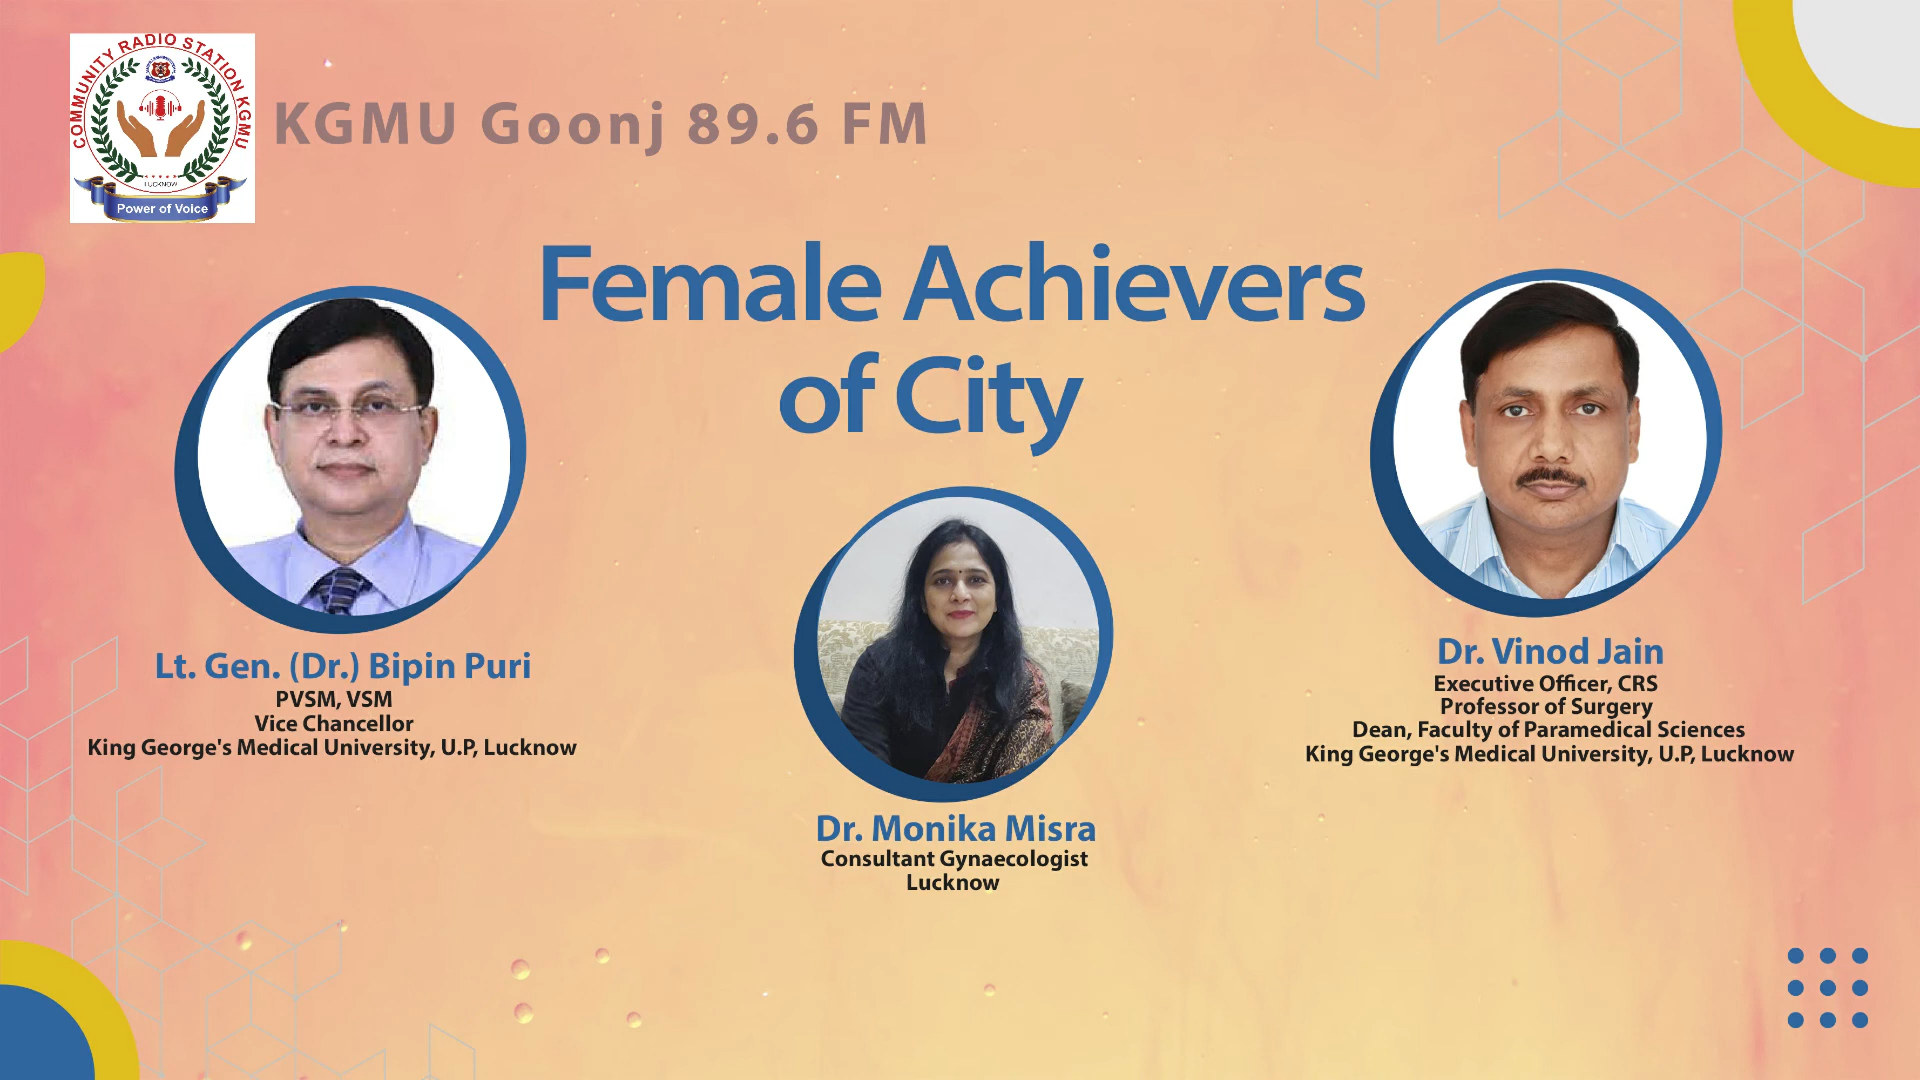 COMMUNITY RADIO STATION KGMU
LUCKNOW
Power of Voice
KGMU Goonj 89.6 FM
Female Achievers
of City
Lt. Gen. (Dr.) Bipin Puri
PVSM, VSM
Vice Chancellor
King George's Medical University, U.P, Lucknow
Dr. Monika Misra
Consultant Gynaecologist
Lucknow
Dr. Vinod Jain
Executive Officer, CRS
Professor of Surgery
Dean, Faculty of Paramedical Sciences
King George's Medical University, U.P, Lucknow